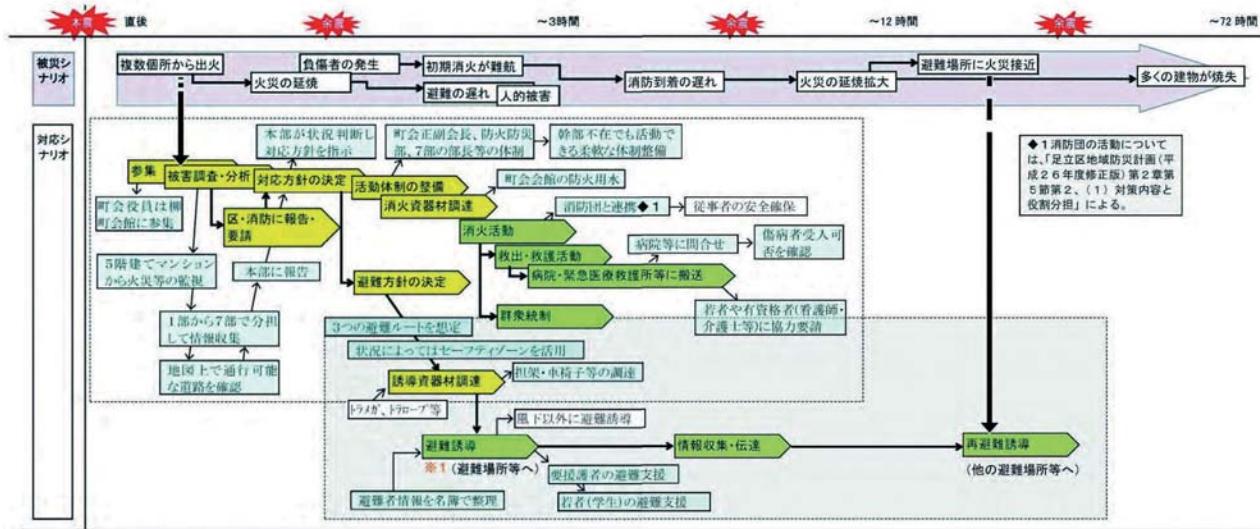 本震
直後
余震
～3時間
余震
～12時間
余震
～72時間
被災シ
ナリオ
複数個所から出火
負傷者の発生
初期消火が難航
避難場所に火災接近
火災の延焼
避難の遅れ
人的被害
消防到着の遅れ
火災の延焼拡大
多くの建物が焼失
対応シ
ナリオ
本部が状況判断し
対応方針を指示
町会正副会長、防火防災
部、7部の部長等の体制
幹部不在でも活動で
きる柔軟な体制整備
◆1消防団の活動について
は、「足立区地域防災計画(平
成26年度修正版)第2章第
5節第2、(1)対策内容と
役割分担」による。
参集
被害調査・分析
対応方針の決定
活動体制の整備
町会会館の防火用水
消火資器材調達
町会役員は柳
町会館に参集
区・消防に報告・
要請
消防団と連携◆1
従事者の安全確保
消火活動
救出・救護活動
病院等に問合せ
傷病者受入可
否を確認
病院・緊急医療救護所等に搬送
5階建てマンション
から火災等の監視
本部に報告
避難方針の決定
若者や有資格者(看護師・
介護士等)に協力要請
群衆統制
1部から7部で分担
して情報収集
3つの避難ルートを想定
状況によってはセーフティゾーンを活用
地図上で通行可能
な道路を確認
誘導資器材調達
担架・車椅子等の調達
トラメガ、トラロープ等
風下以外に避難誘導
避難誘導
情報収集・伝達
再避難誘導
※1(避難場所等へ)
(他の避難場所等へ)
要援護者の避難支援
避難者情報を名簿で整理
若者(学生)の避難支援